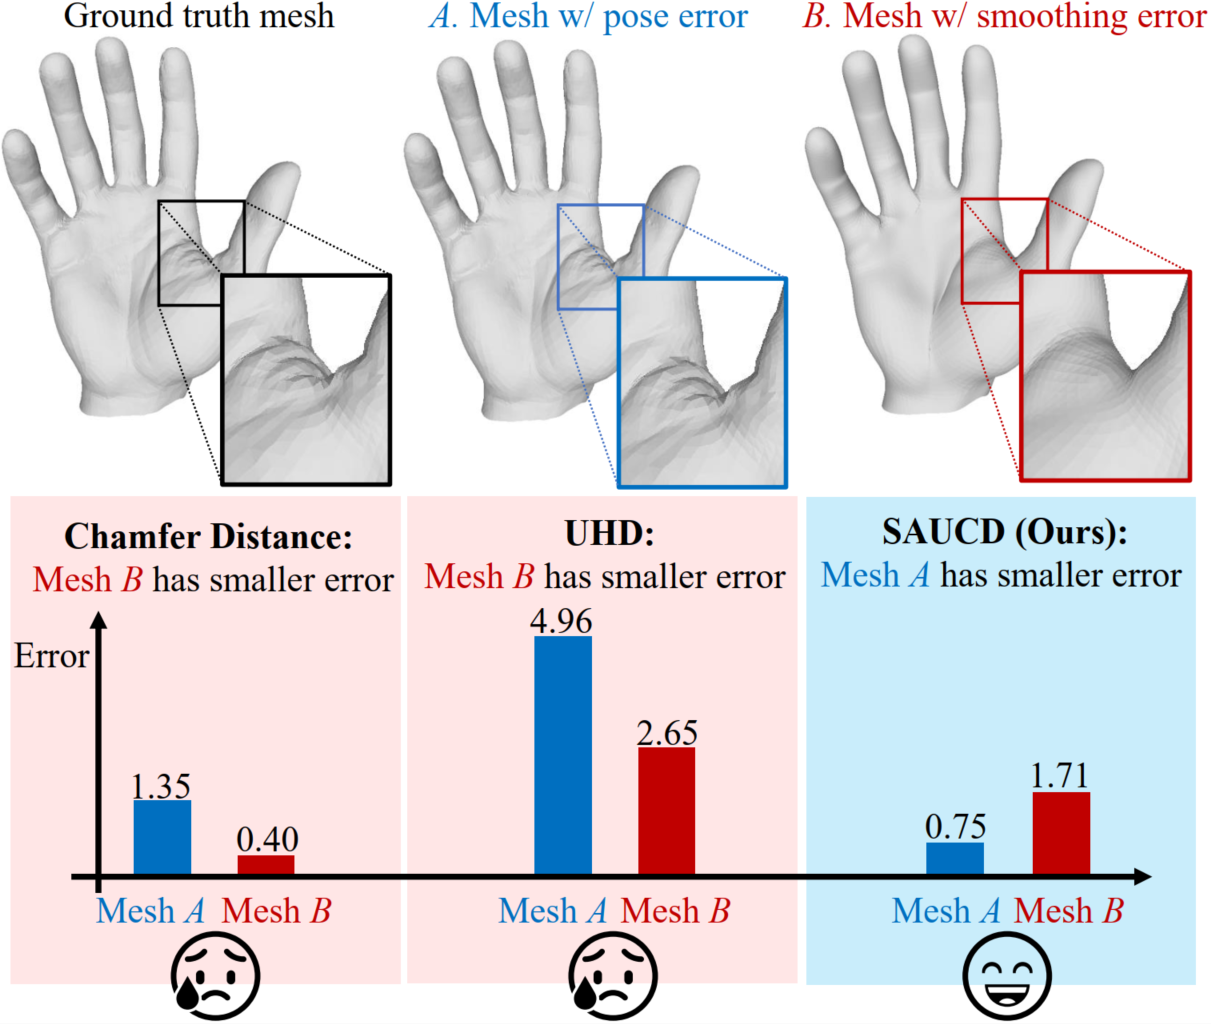 Ground truth mesh
A. Mesh w/ pose error
B. Mesh w/ smoothing error
Chamfer Distance:
Mesh B has smaller error
UHD:
Mesh B has smaller error
SAUCD (Ours):
Mesh A has smaller error
Error
1.35
0.40
4.96
2.65
0.75
1.71
Mesh A
Mesh B
Mesh A
Mesh B
Mesh A
Mesh B